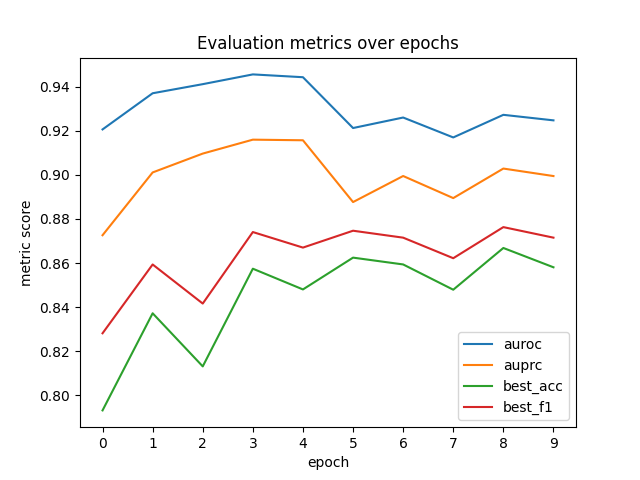 Evaluation metrics over epochs
metric score
0.94
0.92
0.90
0.88
0.86
0.84
0.82
0.80
auroc
auprc
best_acc
best_f1
0 1 2 3 4 5 6 7 8 9
epoch